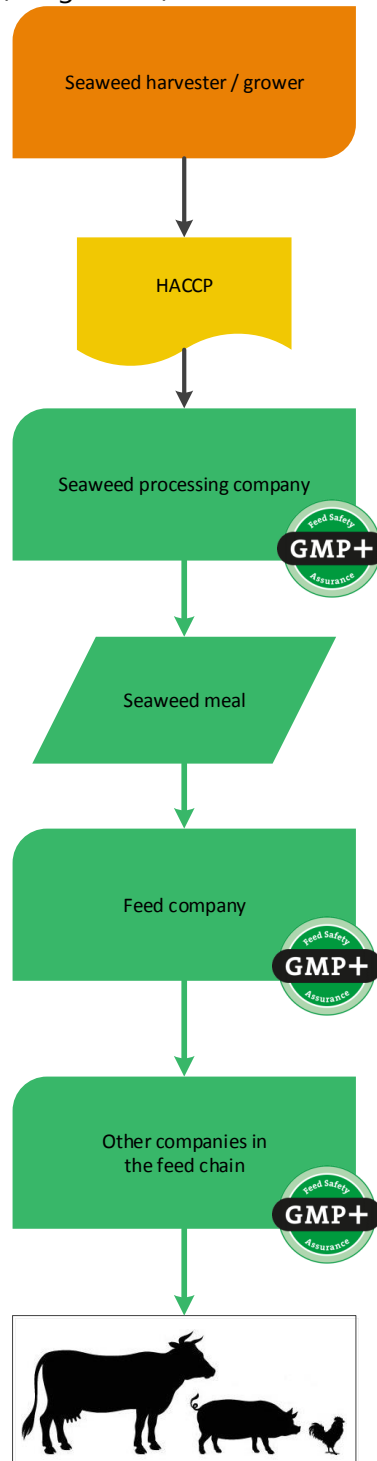 Seaweed harvester / grower
HACCP
Seaweed processing company
Feed Safety
GMP+
Assurance
Seaweed meal
Feed company
Feed Safety
GMP+
Assurance
Other companies in
the feed chain
Feed Safety
GMP+
Assurance